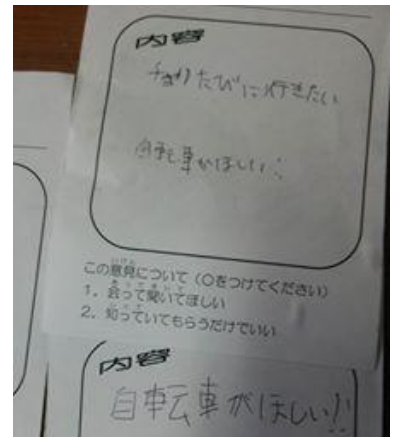 内容
たびに行きたい
自転車がほしい!!
この意見について（○をつけてください）
1．会って聞いてほしい
2．知っていてもらうだけでいい
内容
自転車がほしい!!